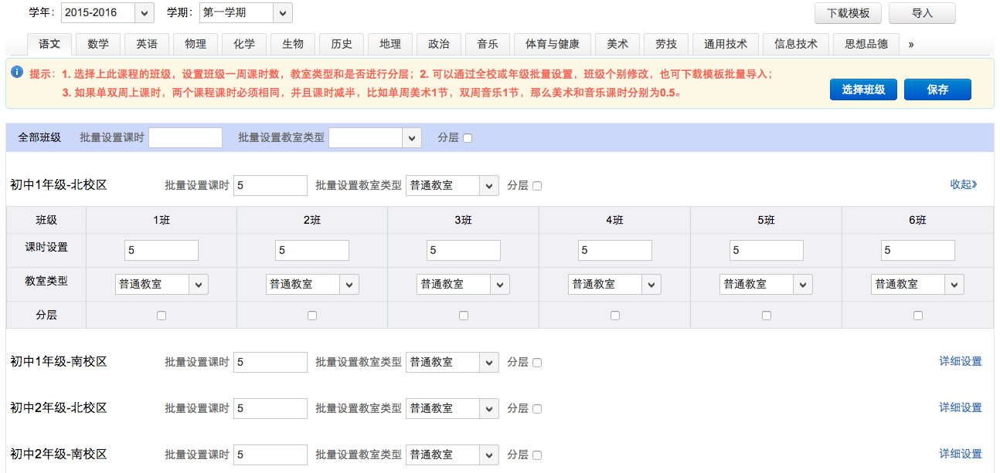 学年: 2015-2016 学期: 第一学期 下载模板 导入
语文 数学 英语 物理 化学 生物 历史 地理 政治 音乐 体育与健康 美术 劳技 通用技术 信息技术 思想品德 »
提示: 1. 选择上此课程的班级，设置班级一周课时数，教室类型和是否进行分层；2. 可以通过全校或年级批量设置，班级个别修改，也可下载模板批量导入；
3. 如果单双周上课时，两个课程课时必须相同，并且课时减半，比如单周美术1节，双周音乐1节，那么美术和音乐课时分别为0.5。
选择班级 保存
全部班级 批量设置课时 批量设置教室类型 分层
初中1年级-北校区 批量设置课时 5 批量设置教室类型 普通教室 分层 收起》
班级 1班 2班 3班 4班 5班 6班
课时设置 5 5 5 5 5 5
教室类型 普通教室 普通教室 普通教室 普通教室 普通教室 普通教室
分层
初中1年级-南校区 批量设置课时 5 批量设置教室类型 普通教室 分层 详细设置
初中2年级-北校区 批量设置课时 5 批量设置教室类型 普通教室 分层 详细设置
初中2年级-南校区 批量设置课时 5 批量设置教室类型 普通教室 分层 详细设置